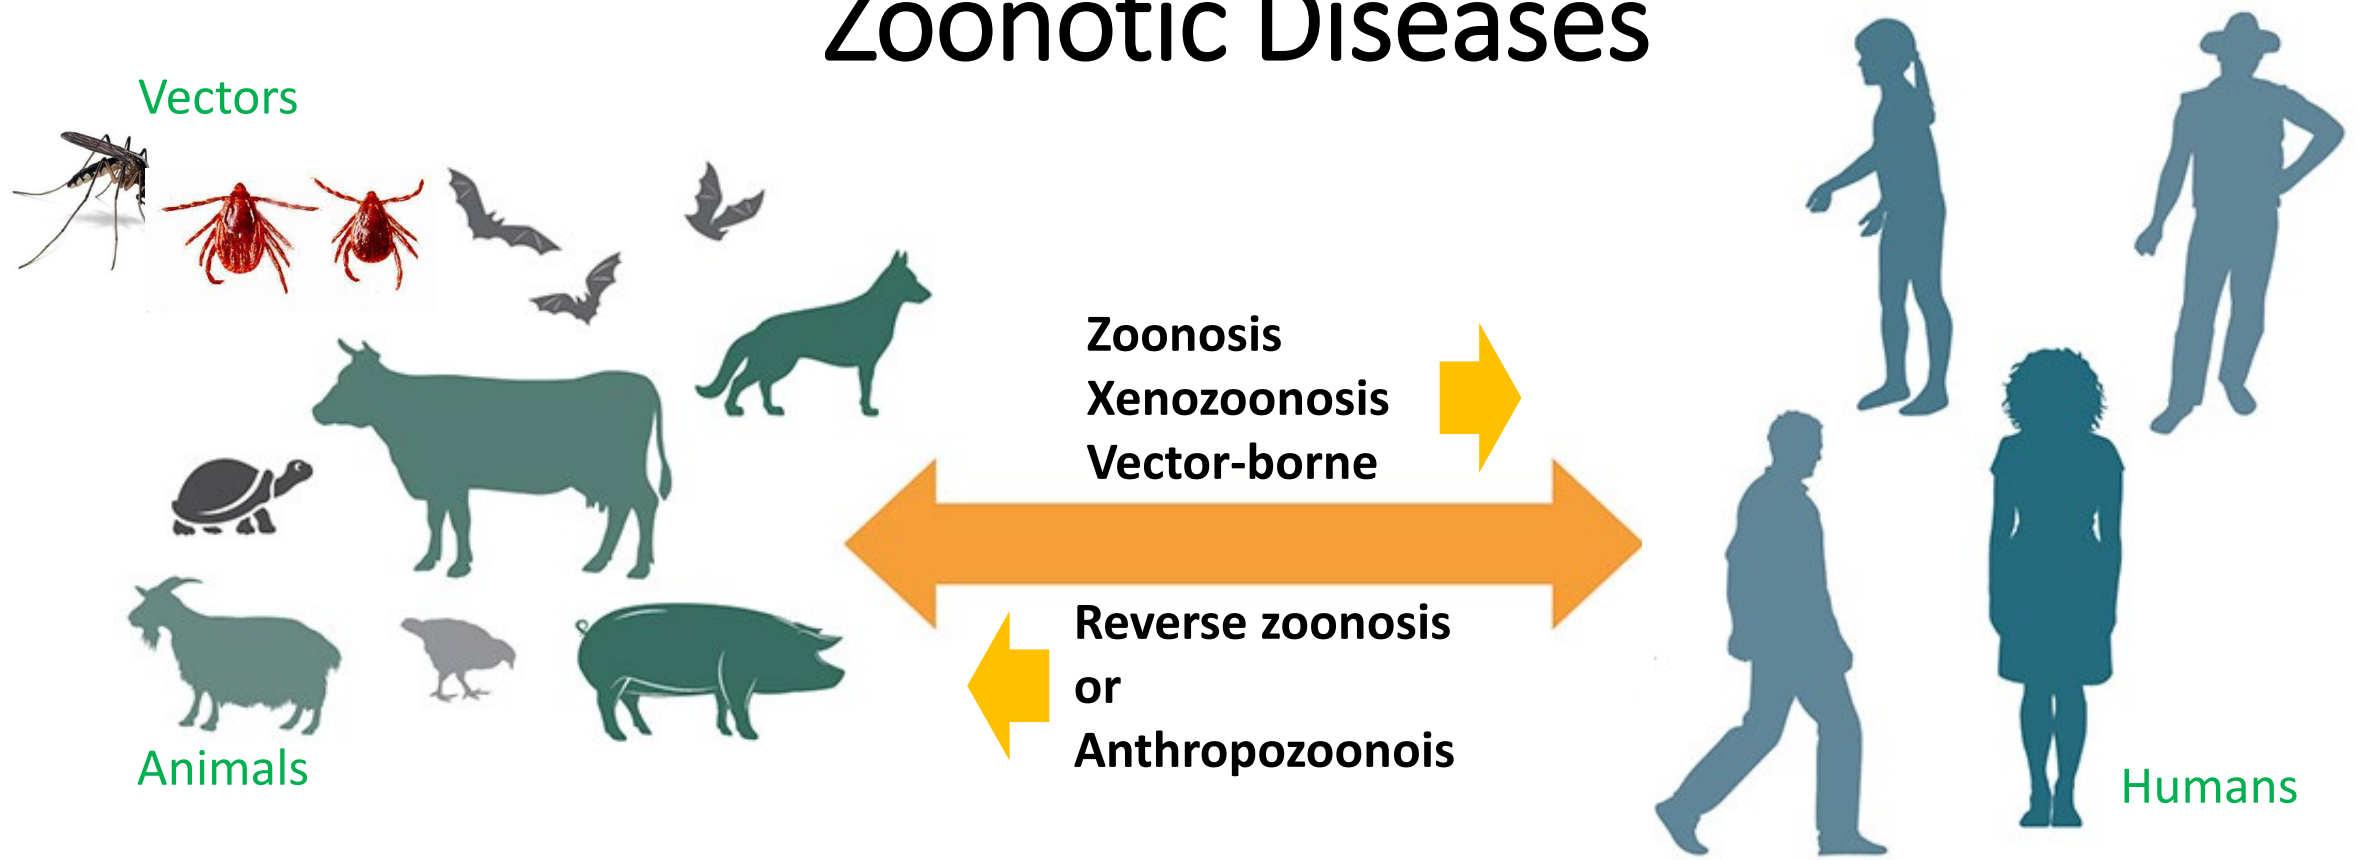 Zoonotic Diseases
Vectors
Zoonosis
Xenozoonosis
Vector-borne
Reverse zoonosis
or
Anthropozoonois
Animals
Humans